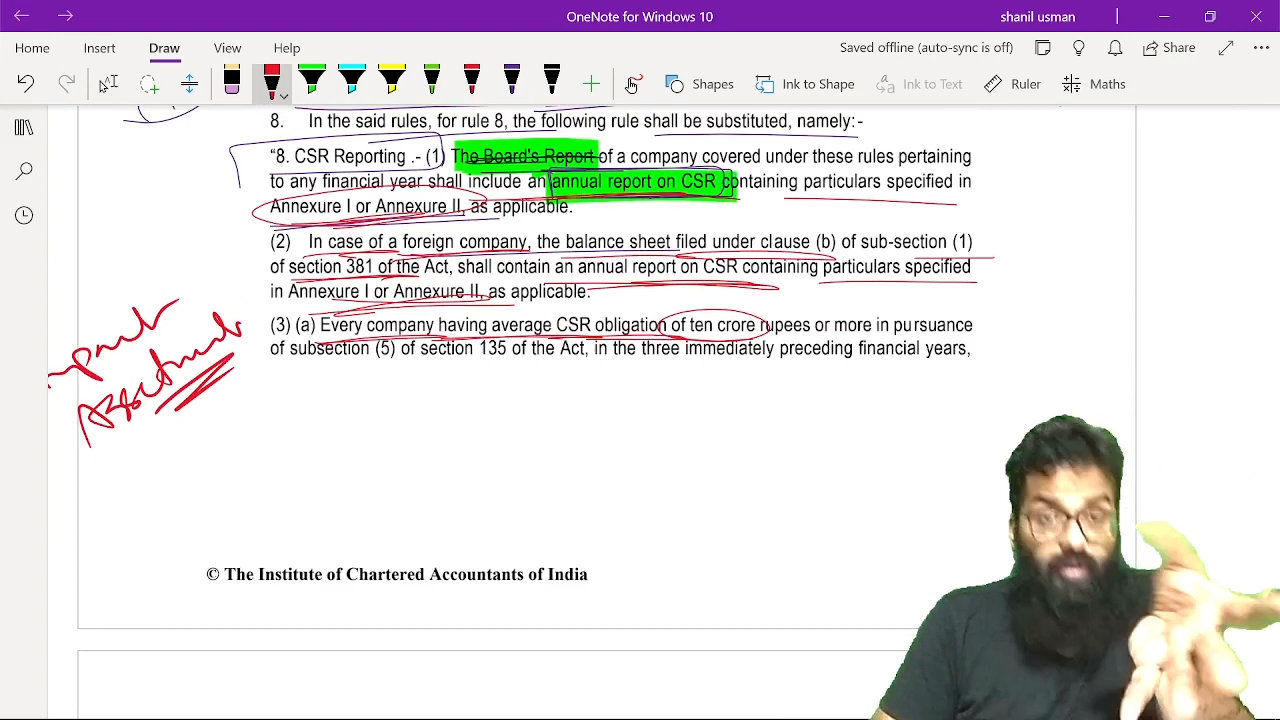 OneNote for Windows 10
shanil usman
Home Insert Draw View Help
Saved offline (auto-sync is off)
Share
Shapes
Ink to Shape
Ink to Text
Ruler
Maths
8. In the said rules, for rule 8, the following rule shall be substituted, namely:-
“8. CSR Reporting .- (1) The Board's Report of a company covered under these rules pertaining
to any financial year shall include an annual report on CSR containing particulars specified in
Annexure I or Annexure II, as applicable.
(2) In case of a foreign company, the balance sheet filed under clause (b) of sub-section (1)
of section 381 of the Act, shall contain an annual report on CSR containing particulars specified
in Annexure I or Annexure II, as applicable.
(3) (a) Every company having average CSR obligation of ten crore rupees or more in pursuance
of subsection (5) of section 135 of the Act, in the three immediately preceding financial years,
© The Institute of Chartered Accountants of India